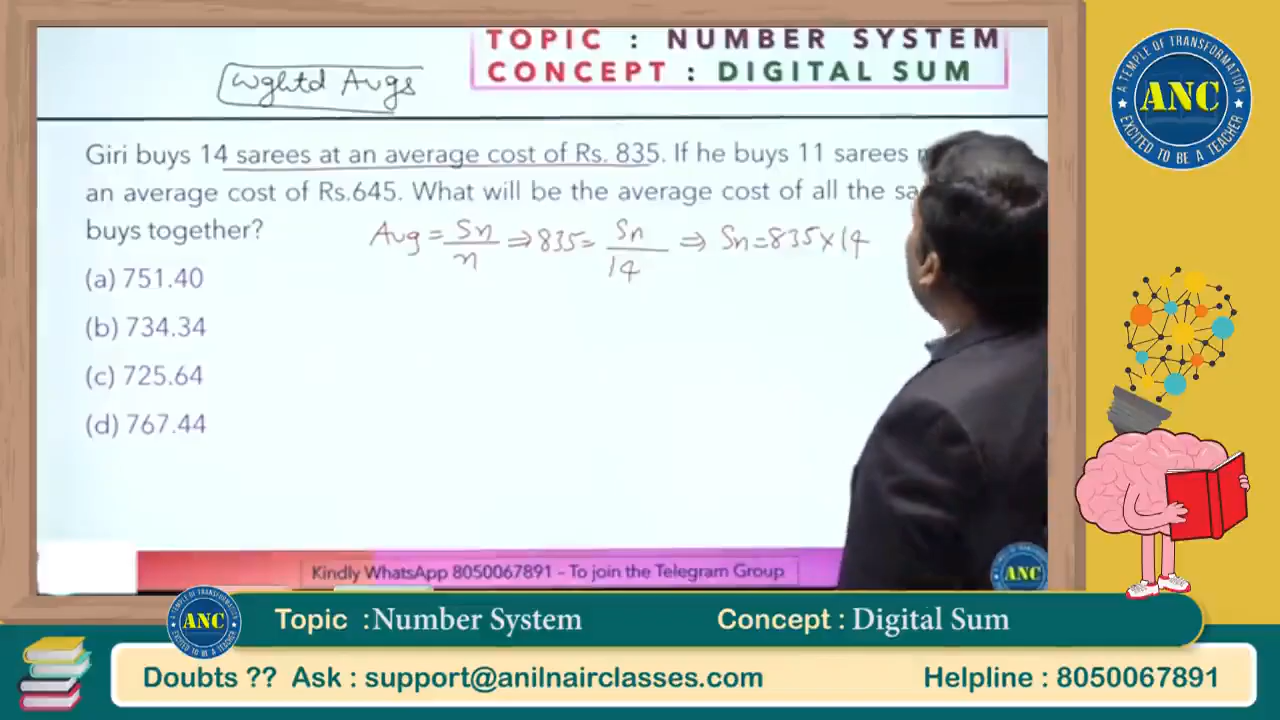 TOPIC : NUMBER SYSTEM
CONCEPT : DIGITAL SUM
Wghtd Avgs
Giri buys 14 sarees at an average cost of Rs. 835. If he buys 11 sarees
an average cost of Rs.645. What will be the average cost of all the
buys together?
Avg = Sn/n ⇒ 835 = Sn/14 ⇒ Sn = 835 × 14
(a) 751.40
(b) 734.34
(c) 725.64
(d) 767.44
Kindly WhatsApp 8050067891 - To join the Telegram Group
ANC
A TEMPLE OF TRANSFORMATION
ANC
EXCITED TO BE A TEACHER
ANC
Topic : Number System Concept : Digital Sum
Doubts ?? Ask : support@anilnairclasses.com Helpline : 8050067891